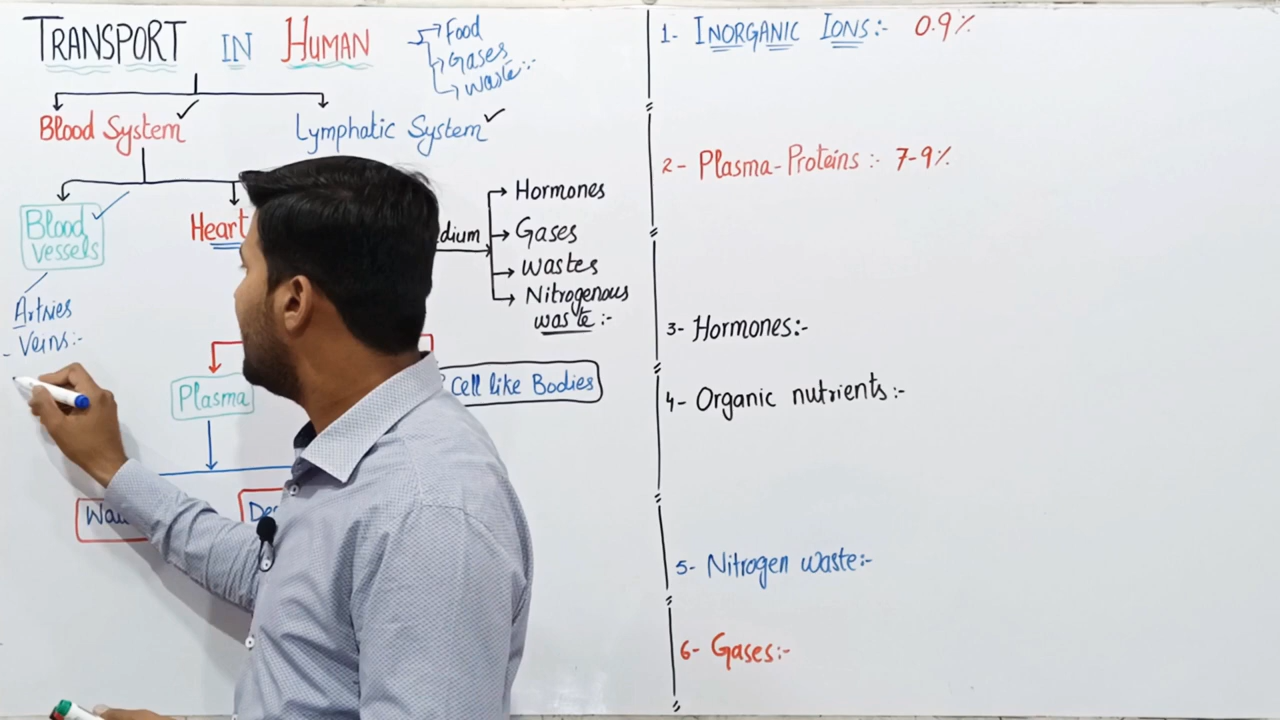 TRANSPORT IN HUMAN
Food
Gases
Waste:-
Blood System
Lymphatic System
Blood
Vessels
Heart
Hormones
Gases
Wastes
Nitrogenous
waste:-
Artries
- Veins:-
Plasma
Cell like Bodies
1- INORGANIC IONS:- 0.9%
2- Plasma-Proteins:- 7-9%
3- Hormones:-
4- Organic nutrients:-
5- Nitrogen waste:-
6- Gases:-